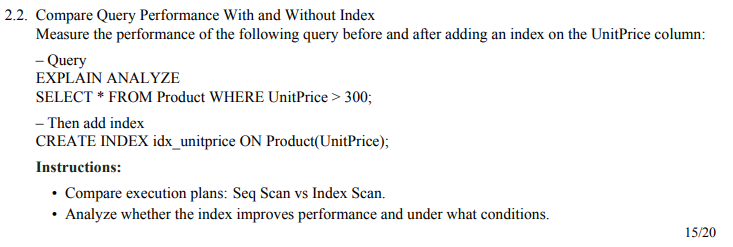 2.2. Compare Query Performance With and Without Index
Measure the performance of the following query before and after adding an index on the UnitPrice column:
– Query
EXPLAIN ANALYZE
SELECT * FROM Product WHERE UnitPrice > 300;
– Then add index
CREATE INDEX idx_unitprice ON Product(UnitPrice);
Instructions:
• Compare execution plans: Seq Scan vs Index Scan.
• Analyze whether the index improves performance and under what conditions.
15/20